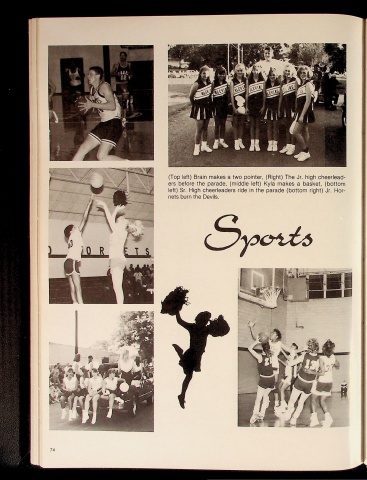 (Top left) Brain makes a two pointer, (Right) The Jr. high cheerlead-
ers before the parade, (middle left) Kyla makes a basket, (bottom
left) Sr. High cheerleaders ride in the parade (bottom right) Jr. Hor-
nets burn the Devils.
Sports
ORNETS
74